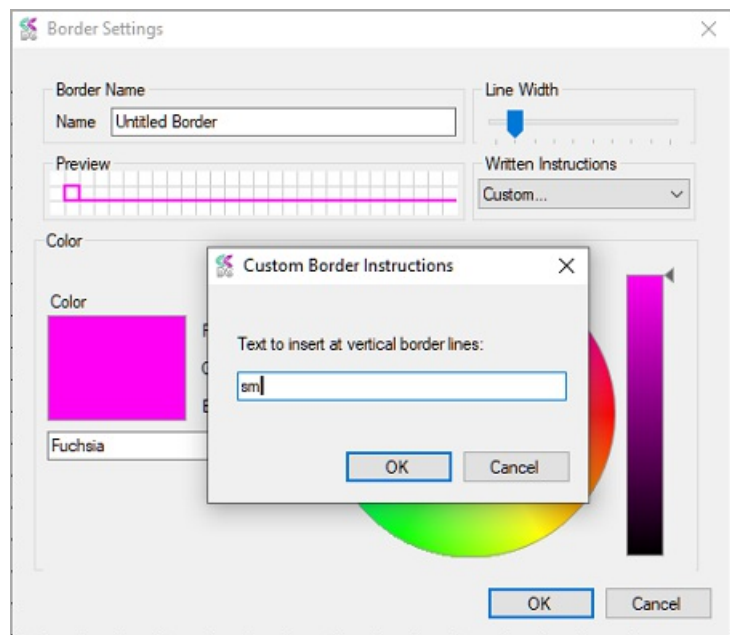 Border Settings
Border Name
Name Untitled Border
Line Width
Preview
Written Instructions
Custom...
Color
Custom Border Instructions
Color
Text to insert at vertical border lines:
sm
Fuchsia
OK Cancel
OK Cancel